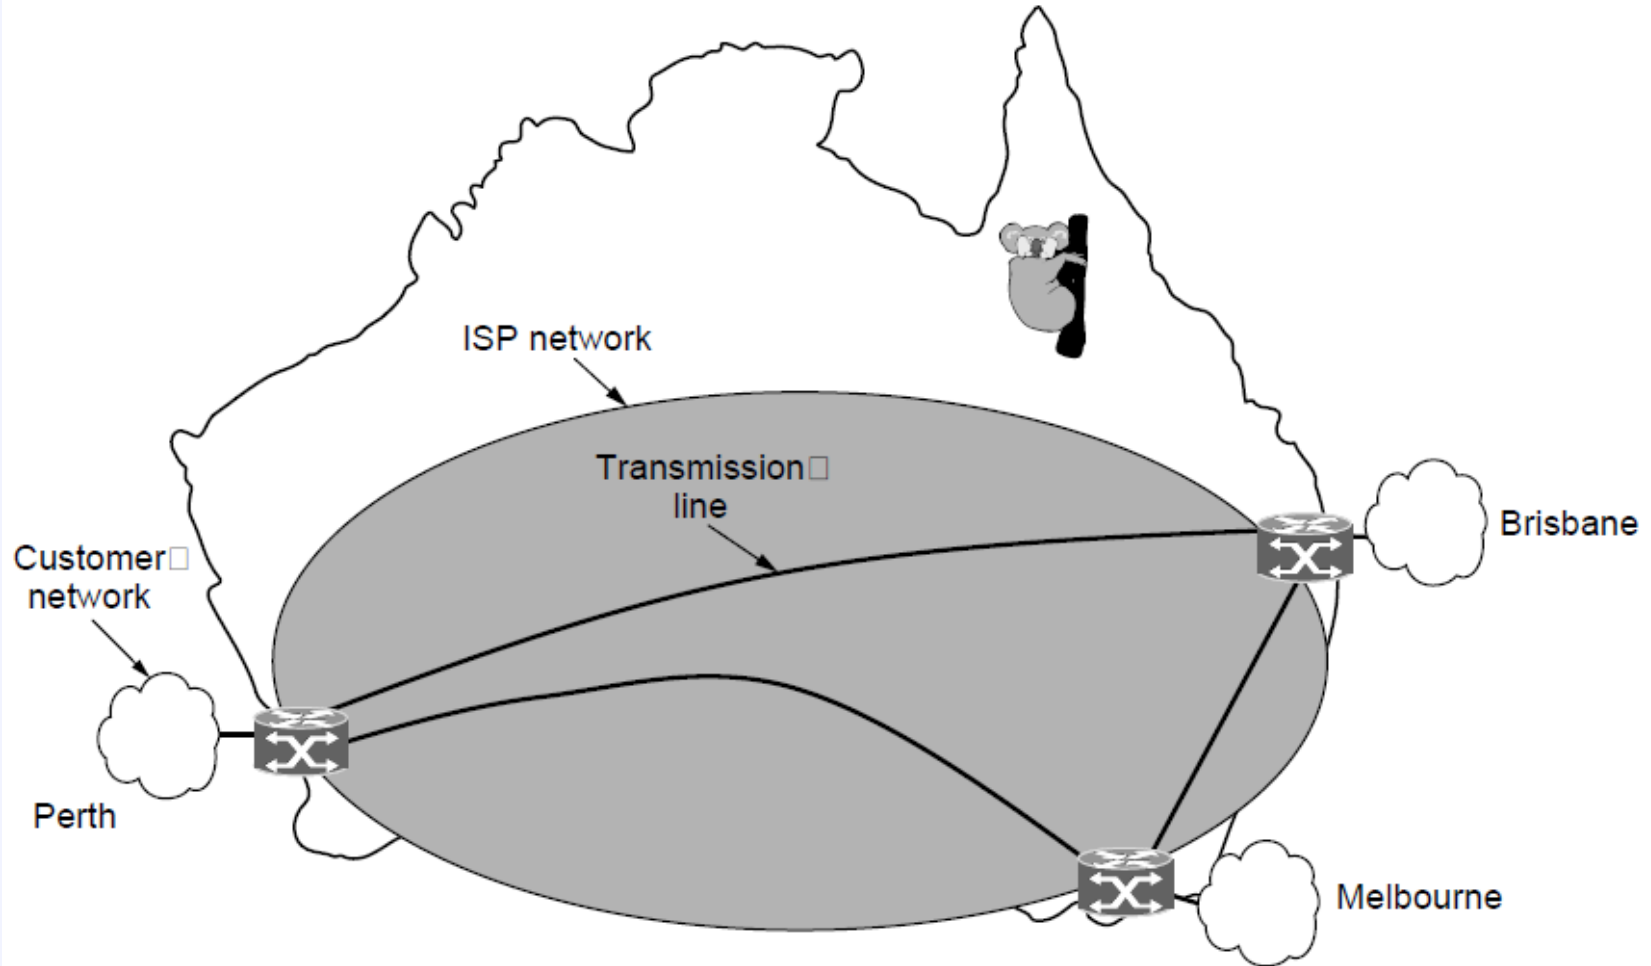 ISP network
Transmission□
line
Brisbane
Customer□
network
Perth
Melbourne